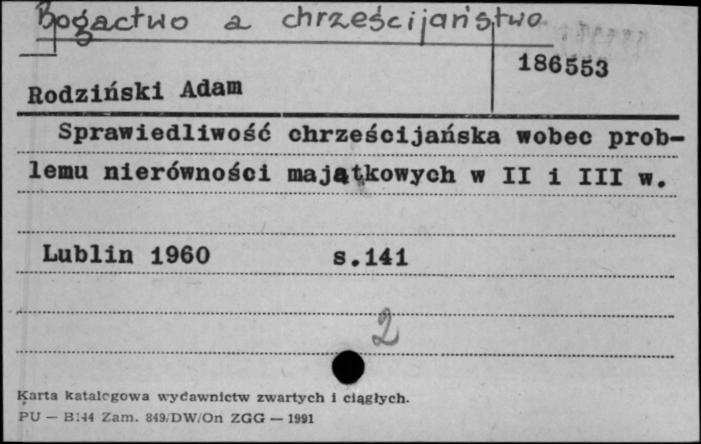 Bogactwo a chrześcijaństwo
186553
Rodziński Adam
Sprawiedliwość chrześcijańska wobec prob-
lemu nierówności majątkowych w II i III w.
Lublin 1960 s.141
2
Karta katalogowa wydawnictw zwartych i ciągłych.
PU — B144 Zam. 849/DW/On ZGG — 1991